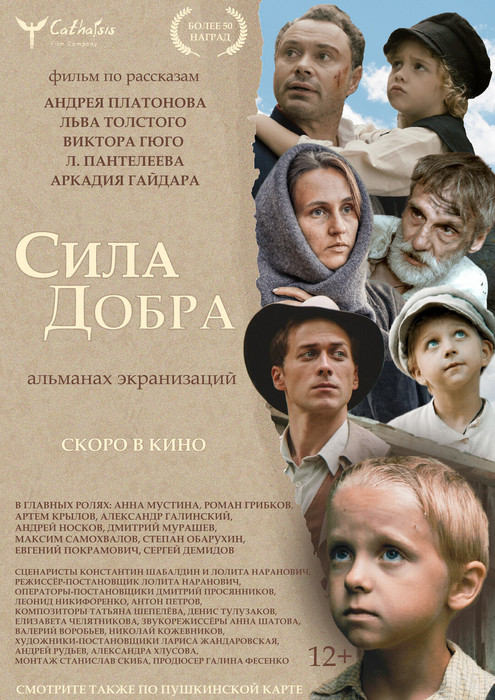 Catharsis
Film Company
БОЛЕЕ 50
НАГРАД
фильм по рассказам
АНДРЕЯ ПЛАТОНОВА
ЛЬВА ТОЛСТОГО
ВИКТОРА ГЮГО
Л. ПАНТЕЛЕЕВА
АРКАДИЯ ГАЙДАРА
СИЛА
ДОБРА
альманах экранизаций
СКОРО В КИНО
В ГЛАВНЫХ РОЛЯХ: АННА МУСТИНА, РОМАН ГРИБКОВ,
АРТЕМ КРЫЛОВ, АЛЕКСАНДР ГАЛИНСКИЙ,
АНДРЕЙ НОСКОВ, ДМИТРИЙ МУРАШЕВ,
МАКСИМ САМОХВАЛОВ, СТЕПАН ОБАРУХИН,
ЕВГЕНИЙ ПОКРАМОВИЧ, СЕРГЕЙ ДЕМИДОВ
СЦЕНАРИСТЫ КОНСТАНТИН ШАБАЛДИН И ЛОЛИТА НАРАНОВИЧ,
РЕЖИССЁР-ПОСТАНОВЩИК ЛОЛИТА НАРАНОВИЧ,
ОПЕРАТОРЫ-ПОСТАНОВЩИКИ ДМИТРИЙ ПРОСЯННИКОВ,
ЛЕОНИД НИКИФОРЕНКО, АНТОН ПЕТРОВ,
КОМПОЗИТОРЫ ТАТЬЯНА ШЕПЕЛЁВА, ДЕНИС ТУЛУЗАКОВ,
ЕЛИЗАВЕТА ЧЕЛЯТНИКОВА, ЗВУКОРЕЖИССЁРЫ АННА ШАТОВА,
ВАЛЕРИЙ ВОРОБЬЕВ, НИКОЛАЙ КОЖЕВНИКОВ,
ХУДОЖНИКИ-ПОСТАНОВЩИКИ ЛАРИСА ЖАНДАРОВСКАЯ,
АНДРЕЙ РУДЬЕВ, АЛЕКСАНДРА ХЛУСОВА,
МОНТАЖ СТАНИСЛАВ СКИБА, ПРОДЮСЕР ГАЛИНА ФЕСЕНКО
12+
СМОТРИТЕ ТАКЖЕ ПО ПУШКИНСКОЙ КАРТЕ